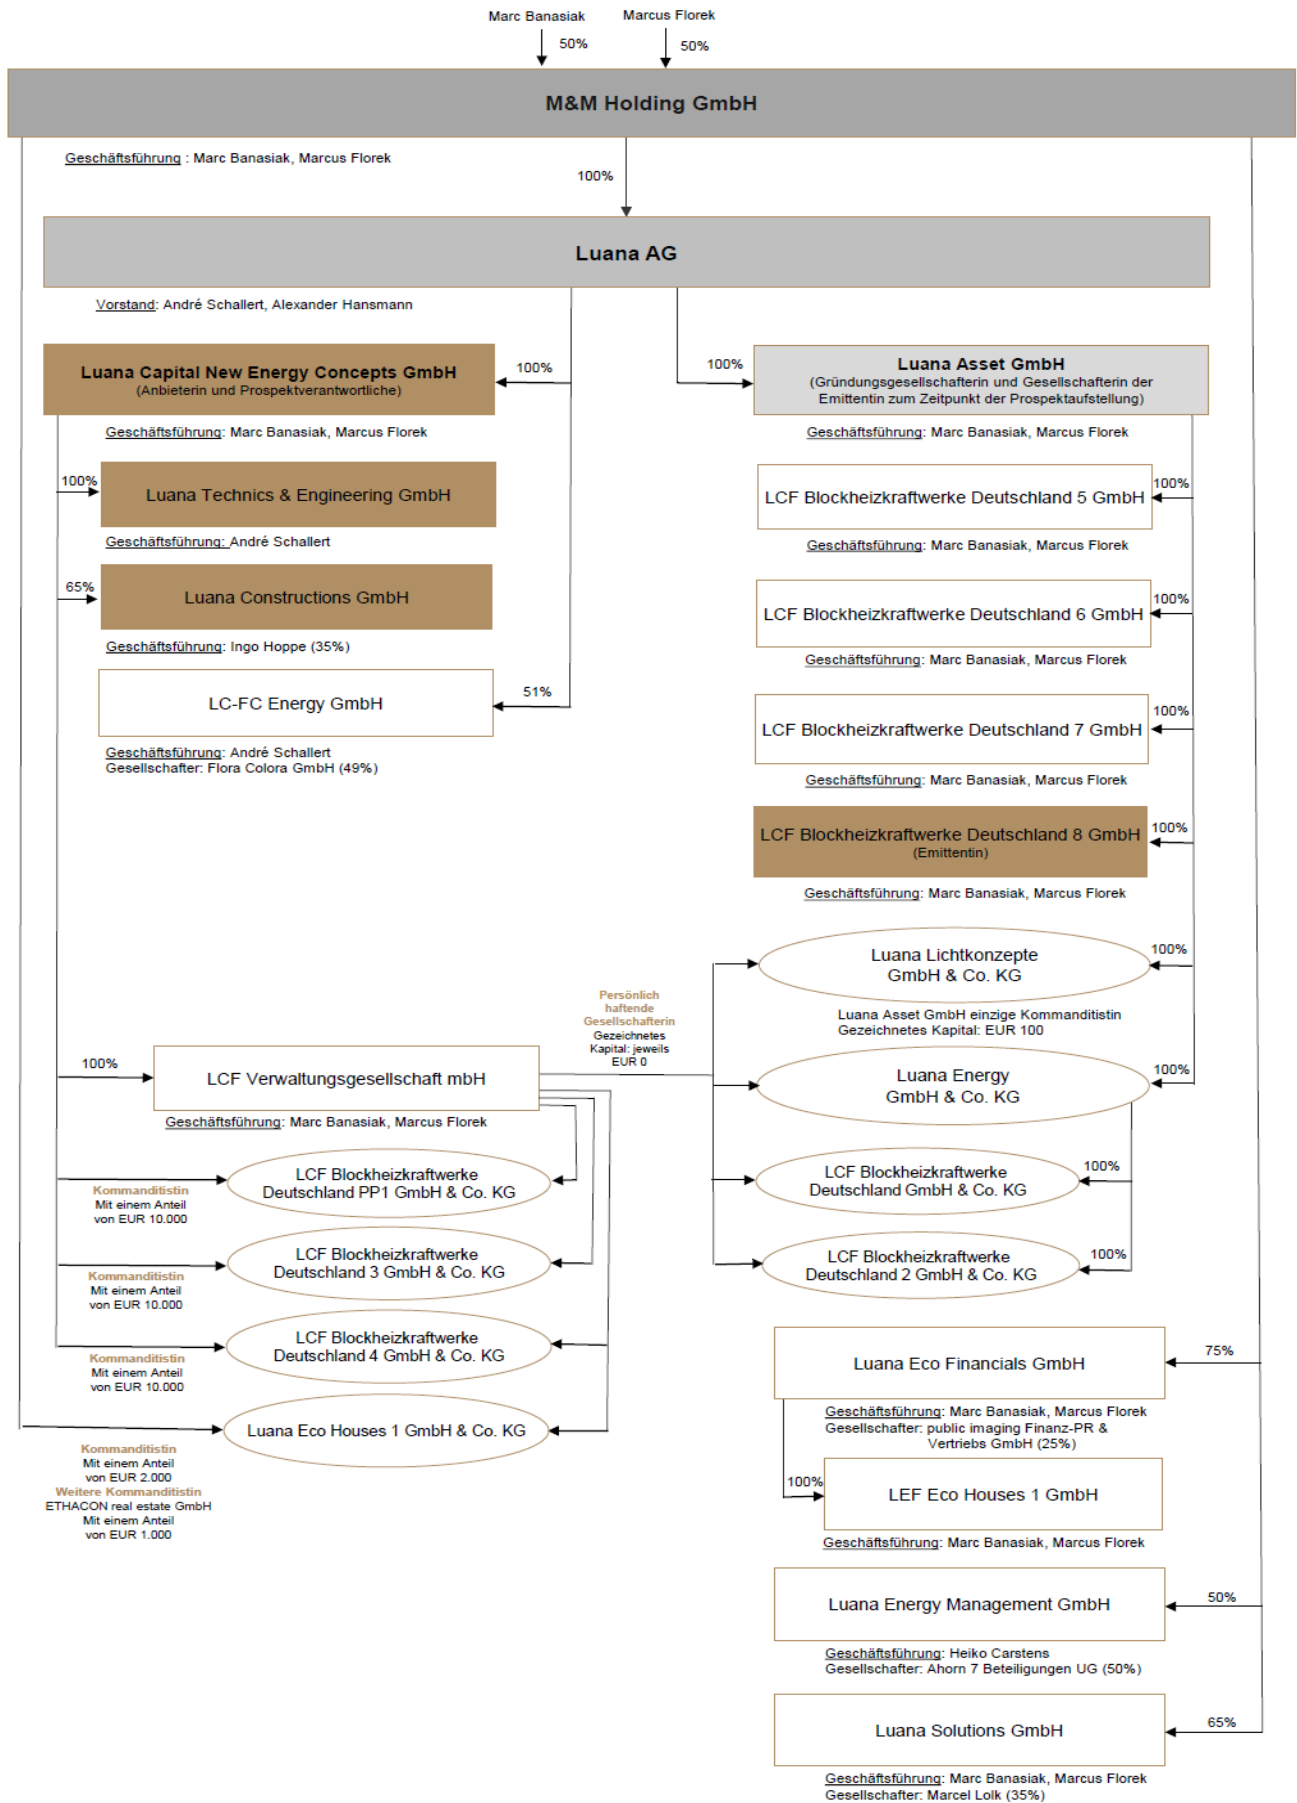 Marc Banasiak
Marcus Florek
50%
50%
M&M Holding GmbH
Geschäftsführung : Marc Banasiak, Marcus Florek
100%
Luana AG
Vorstand: André Schallert, Alexander Hansmann
Luana Capital New Energy Concepts GmbH
(Anbieterin und Prospektverantwortliche)
100%
Geschäftsführung: Marc Banasiak, Marcus Florek
100%
Luana Technics & Engineering GmbH
Geschäftsführung: André Schallert
65%
Luana Constructions GmbH
Geschäftsführung: Ingo Hoppe (35%)
LC-FC Energy GmbH
51%
Geschäftsführung: André Schallert
Gesellschafter: Flora Colora GmbH (49%)
100%
Luana Asset GmbH
(Gründungsgesellschafterin und Gesellschafterin der
Emittentin zum Zeitpunkt der Prospektaufstellung)
Geschäftsführung: Marc Banasiak, Marcus Florek
LCF Blockheizkraftwerke Deutschland 5 GmbH
100%
Geschäftsführung: Marc Banasiak, Marcus Florek
LCF Blockheizkraftwerke Deutschland 6 GmbH
100%
Geschäftsführung: Marc Banasiak, Marcus Florek
LCF Blockheizkraftwerke Deutschland 7 GmbH
100%
Geschäftsführung: Marc Banasiak, Marcus Florek
LCF Blockheizkraftwerke Deutschland 8 GmbH
(Emittentin)
100%
Geschäftsführung: Marc Banasiak, Marcus Florek
Luana Lichtkonzepte
GmbH & Co. KG
100%
Luana Asset GmbH einzige Kommanditistin
Gezeichnetes Kapital: EUR 100
Persönlich
haftende
Gesellschafterin
Gezeichnetes
Kapital: jeweils
EUR 0
Luana Energy
GmbH & Co. KG
100%
100%
LCF Verwaltungsgesellschaft mbH
Geschäftsführung: Marc Banasiak, Marcus Florek
LCF Blockheizkraftwerke
Deutschland PP1 GmbH & Co. KG
Kommanditistin
Mit einem Anteil
von EUR 10.000
LCF Blockheizkraftwerke
Deutschland GmbH & Co. KG
100%
LCF Blockheizkraftwerke
Deutschland 3 GmbH & Co. KG
Kommanditistin
Mit einem Anteil
von EUR 10.000
LCF Blockheizkraftwerke
Deutschland 2 GmbH & Co. KG
100%
LCF Blockheizkraftwerke
Deutschland 4 GmbH & Co. KG
Kommanditistin
Mit einem Anteil
von EUR 10.000
Luana Eco Houses 1 GmbH & Co. KG
Kommanditistin
Mit einem Anteil
von EUR 2.000
Weitere Kommanditistin
ETHACON real estate GmbH
Mit einem Anteil
von EUR 1.000
Luana Eco Financials GmbH
75%
Geschäftsführung: Marc Banasiak, Marcus Florek
Gesellschafter: public imaging Finanz-PR &
Vertriebs GmbH (25%)
100%
LEF Eco Houses 1 GmbH
Geschäftsführung: Marc Banasiak, Marcus Florek
Luana Energy Management GmbH
50%
Geschäftsführung: Heiko Carstens
Gesellschafter: Ahorn 7 Beteiligungen UG (50%)
Luana Solutions GmbH
65%
Geschäftsführung: Marc Banasiak, Marcus Florek
Gesellschafter: Marcel Lolk (35%)